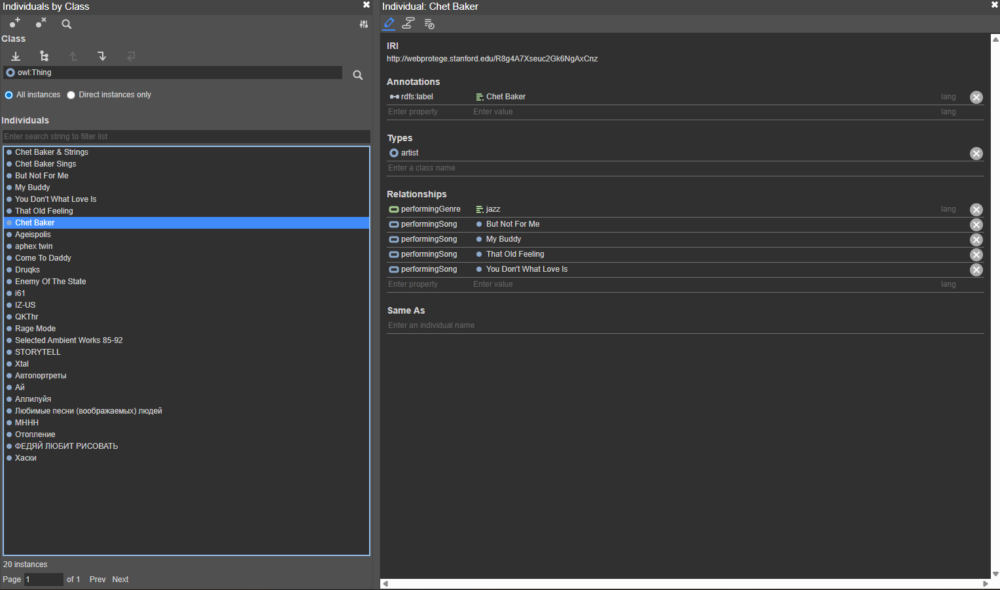 Individuals by Class
Class
owl:Thing
All instances Direct instances only
Individuals
Enter search string to filter list
Chet Baker & Strings
Chet Baker Sings
But Not For Me
My Buddy
You Don't What Love Is
That Old Feeling
Chet Baker
Ageispolis
aphex twin
Come To Daddy
Druqks
Enemy Of The State
i61
IZ-US
QKThr
Rage Mode
Selected Ambient Works 85-92
STORYTELL
Xtal
Автопортреты
Ай
Аллилуйя
Любимые песни (воображаемых) людей
МННН
Отопление
ФЕДЯЙ ЛЮБИТ РИСОВАТЬ
Хаски
20 instances
Page 1 of 1 Prev Next
Individual: Chet Baker
IRI
http://webprotege.stanford.edu/R8g4A7Xseuc2Gk6NgAxCnz
Annotations
rdfs:label Chet Baker lang
Enter property Enter value lang
Types
artist
Enter a class name
Relationships
performingGenre jazz lang
performingSong But Not For Me
performingSong My Buddy
performingSong That Old Feeling
performingSong You Don't What Love Is
Enter property Enter value lang
Same As
Enter an individual name